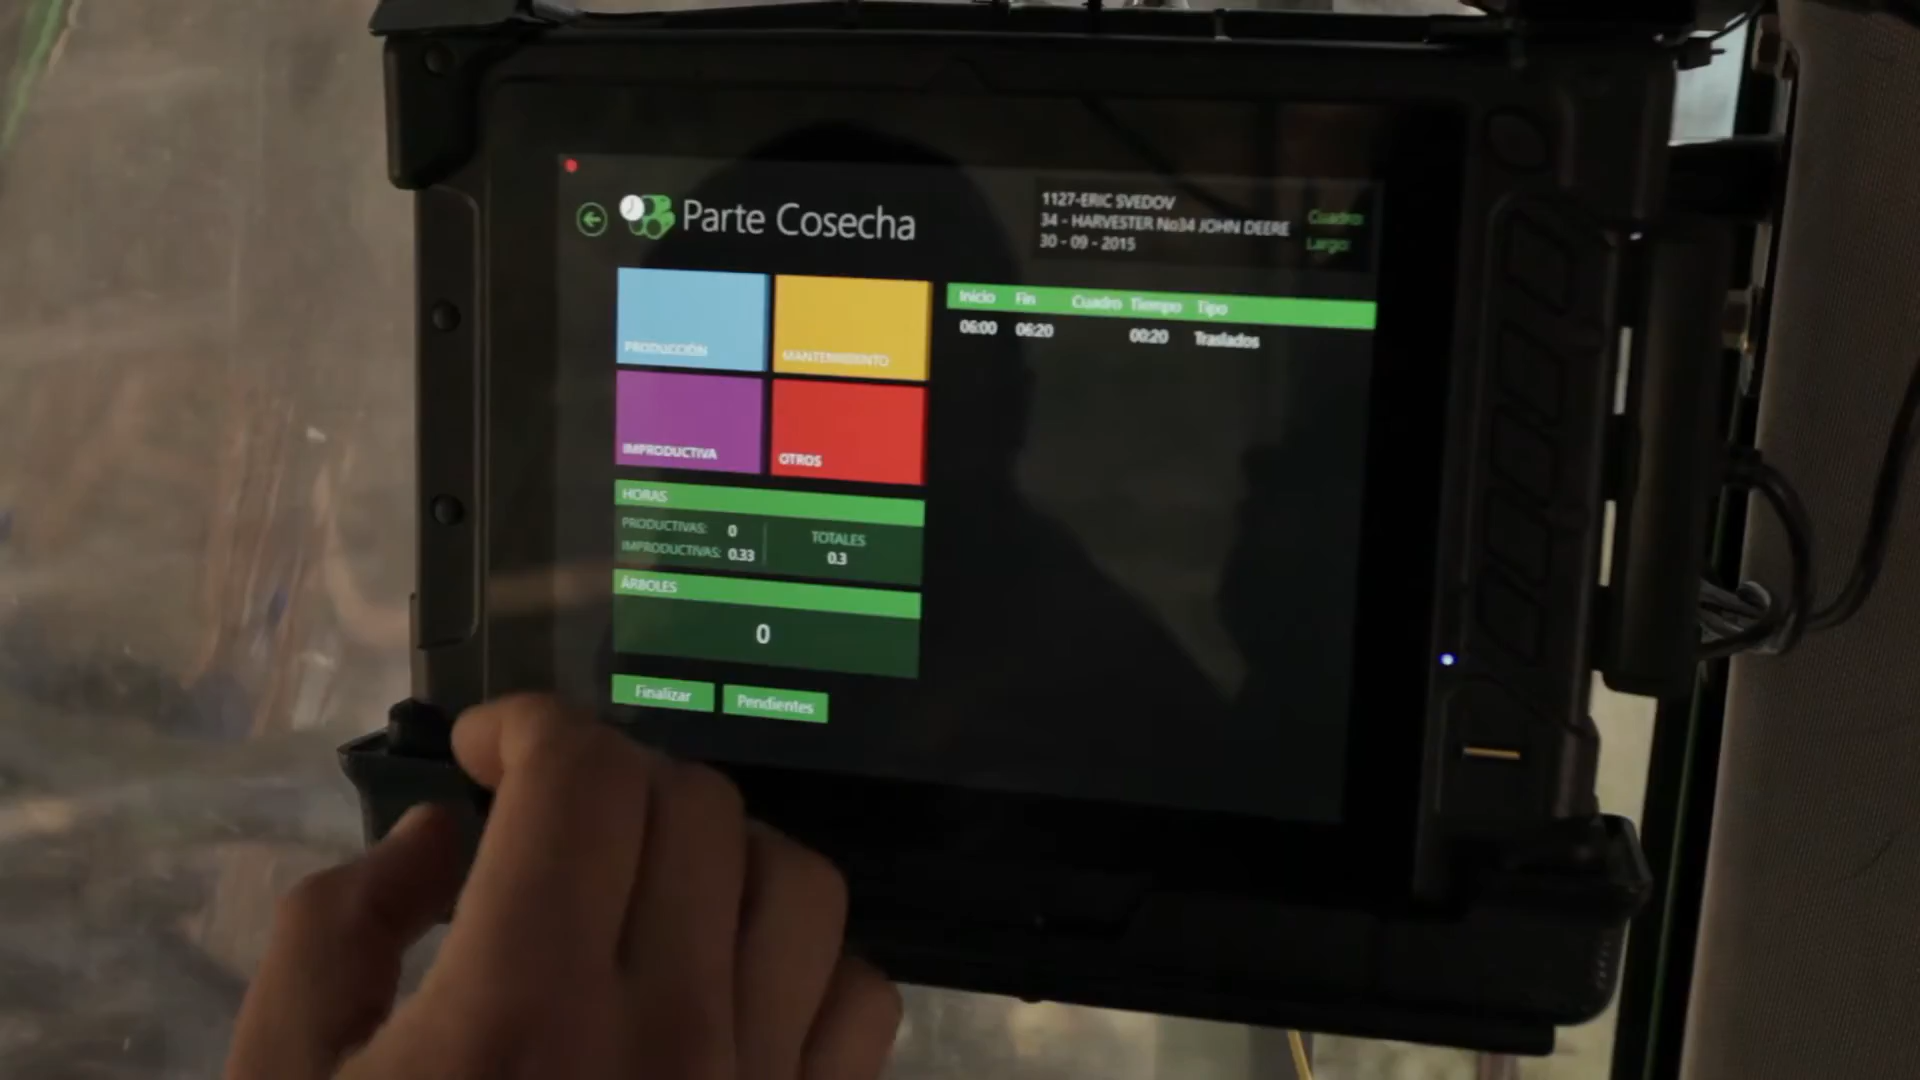 Parte Cosecha
1127-ERIC SVEDOV
34 - HARVESTER No34 JOHN DEERE
30 - 09 - 2015
Cuadro:
Largo:
PRODUCCIÓN
MANTENIMIENTO
IMPRODUCTIVA
OTROS
Inicio Fin Cuadro Tiempo Tipo
06:00 06:20 00:20 Traslados
HORAS
PRODUCTIVAS: 0
IMPRODUCTIVAS: 0.33
TOTALES
0.3
ÁRBOLES
0
Finalizar
Pendientes